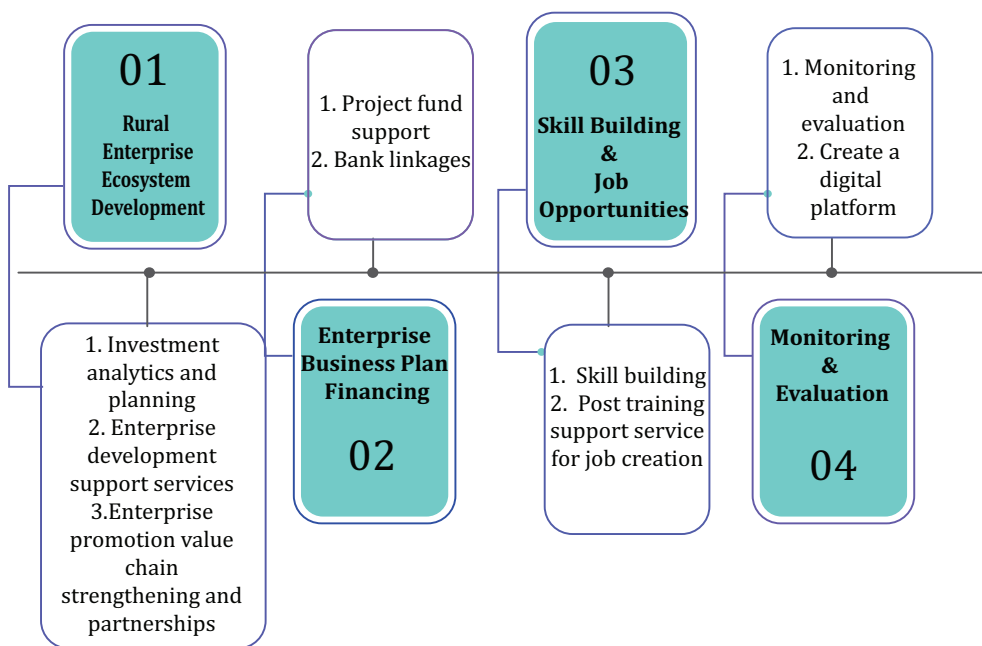 01
Rural
Enterprise
Ecosystem
Development
1. Investment
analytics and
planning
2. Enterprise
development
support services
3.Enterprise
promotion value
chain
strengthening and
partnerships
1. Project fund
support
2. Bank linkages
Enterprise
Business Plan
Financing
02
03
Skill Building
&
Job
Opportunities
1. Skill building
2. Post training
support service
for job creation
1. Monitoring
and
evaluation
2. Create a
digital
platform
Monitoring
&
Evaluation
04